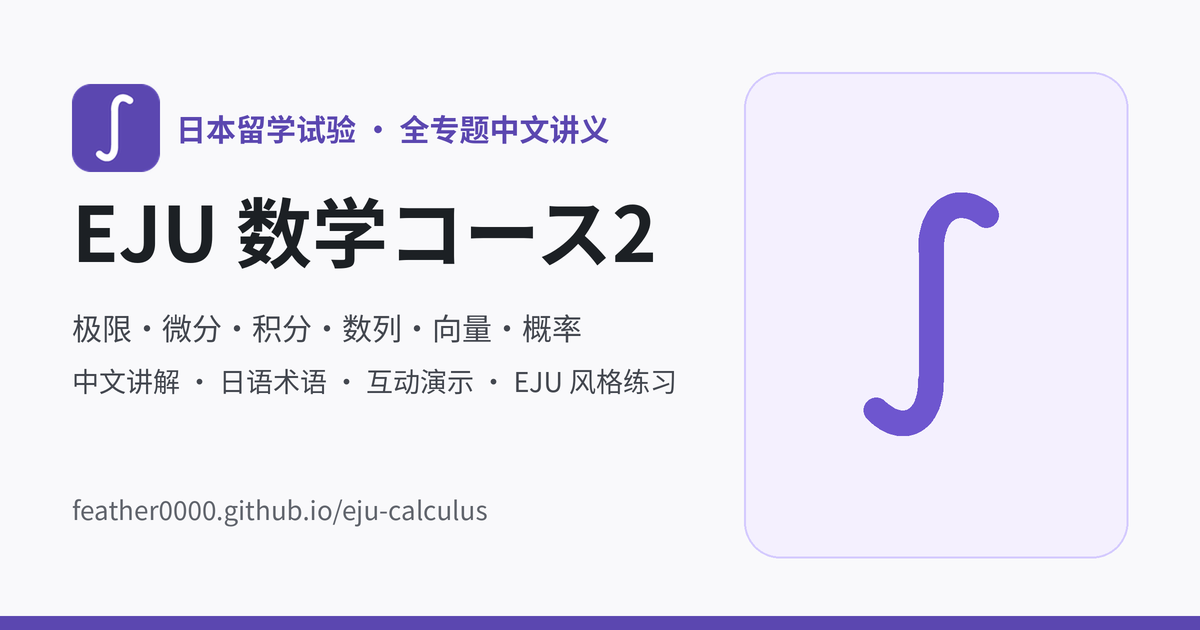 ∫
日本留学试验 · 全专题中文讲义
EJU 数学コース2
极限·微分·积分·数列·向量·概率
中文讲解 · 日语术语 · 互动演示 · EJU 风格练习
feather0000.github.io/eju-calculus
∫